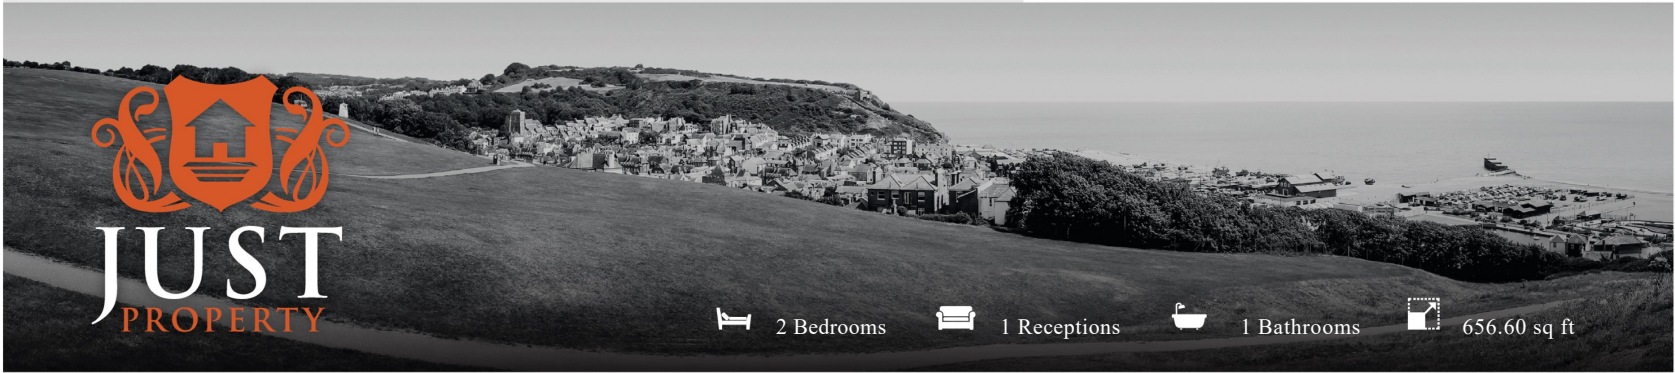 JUST
PROPERTY
2 Bedrooms
1 Receptions
1 Bathrooms
656.60 sq ft